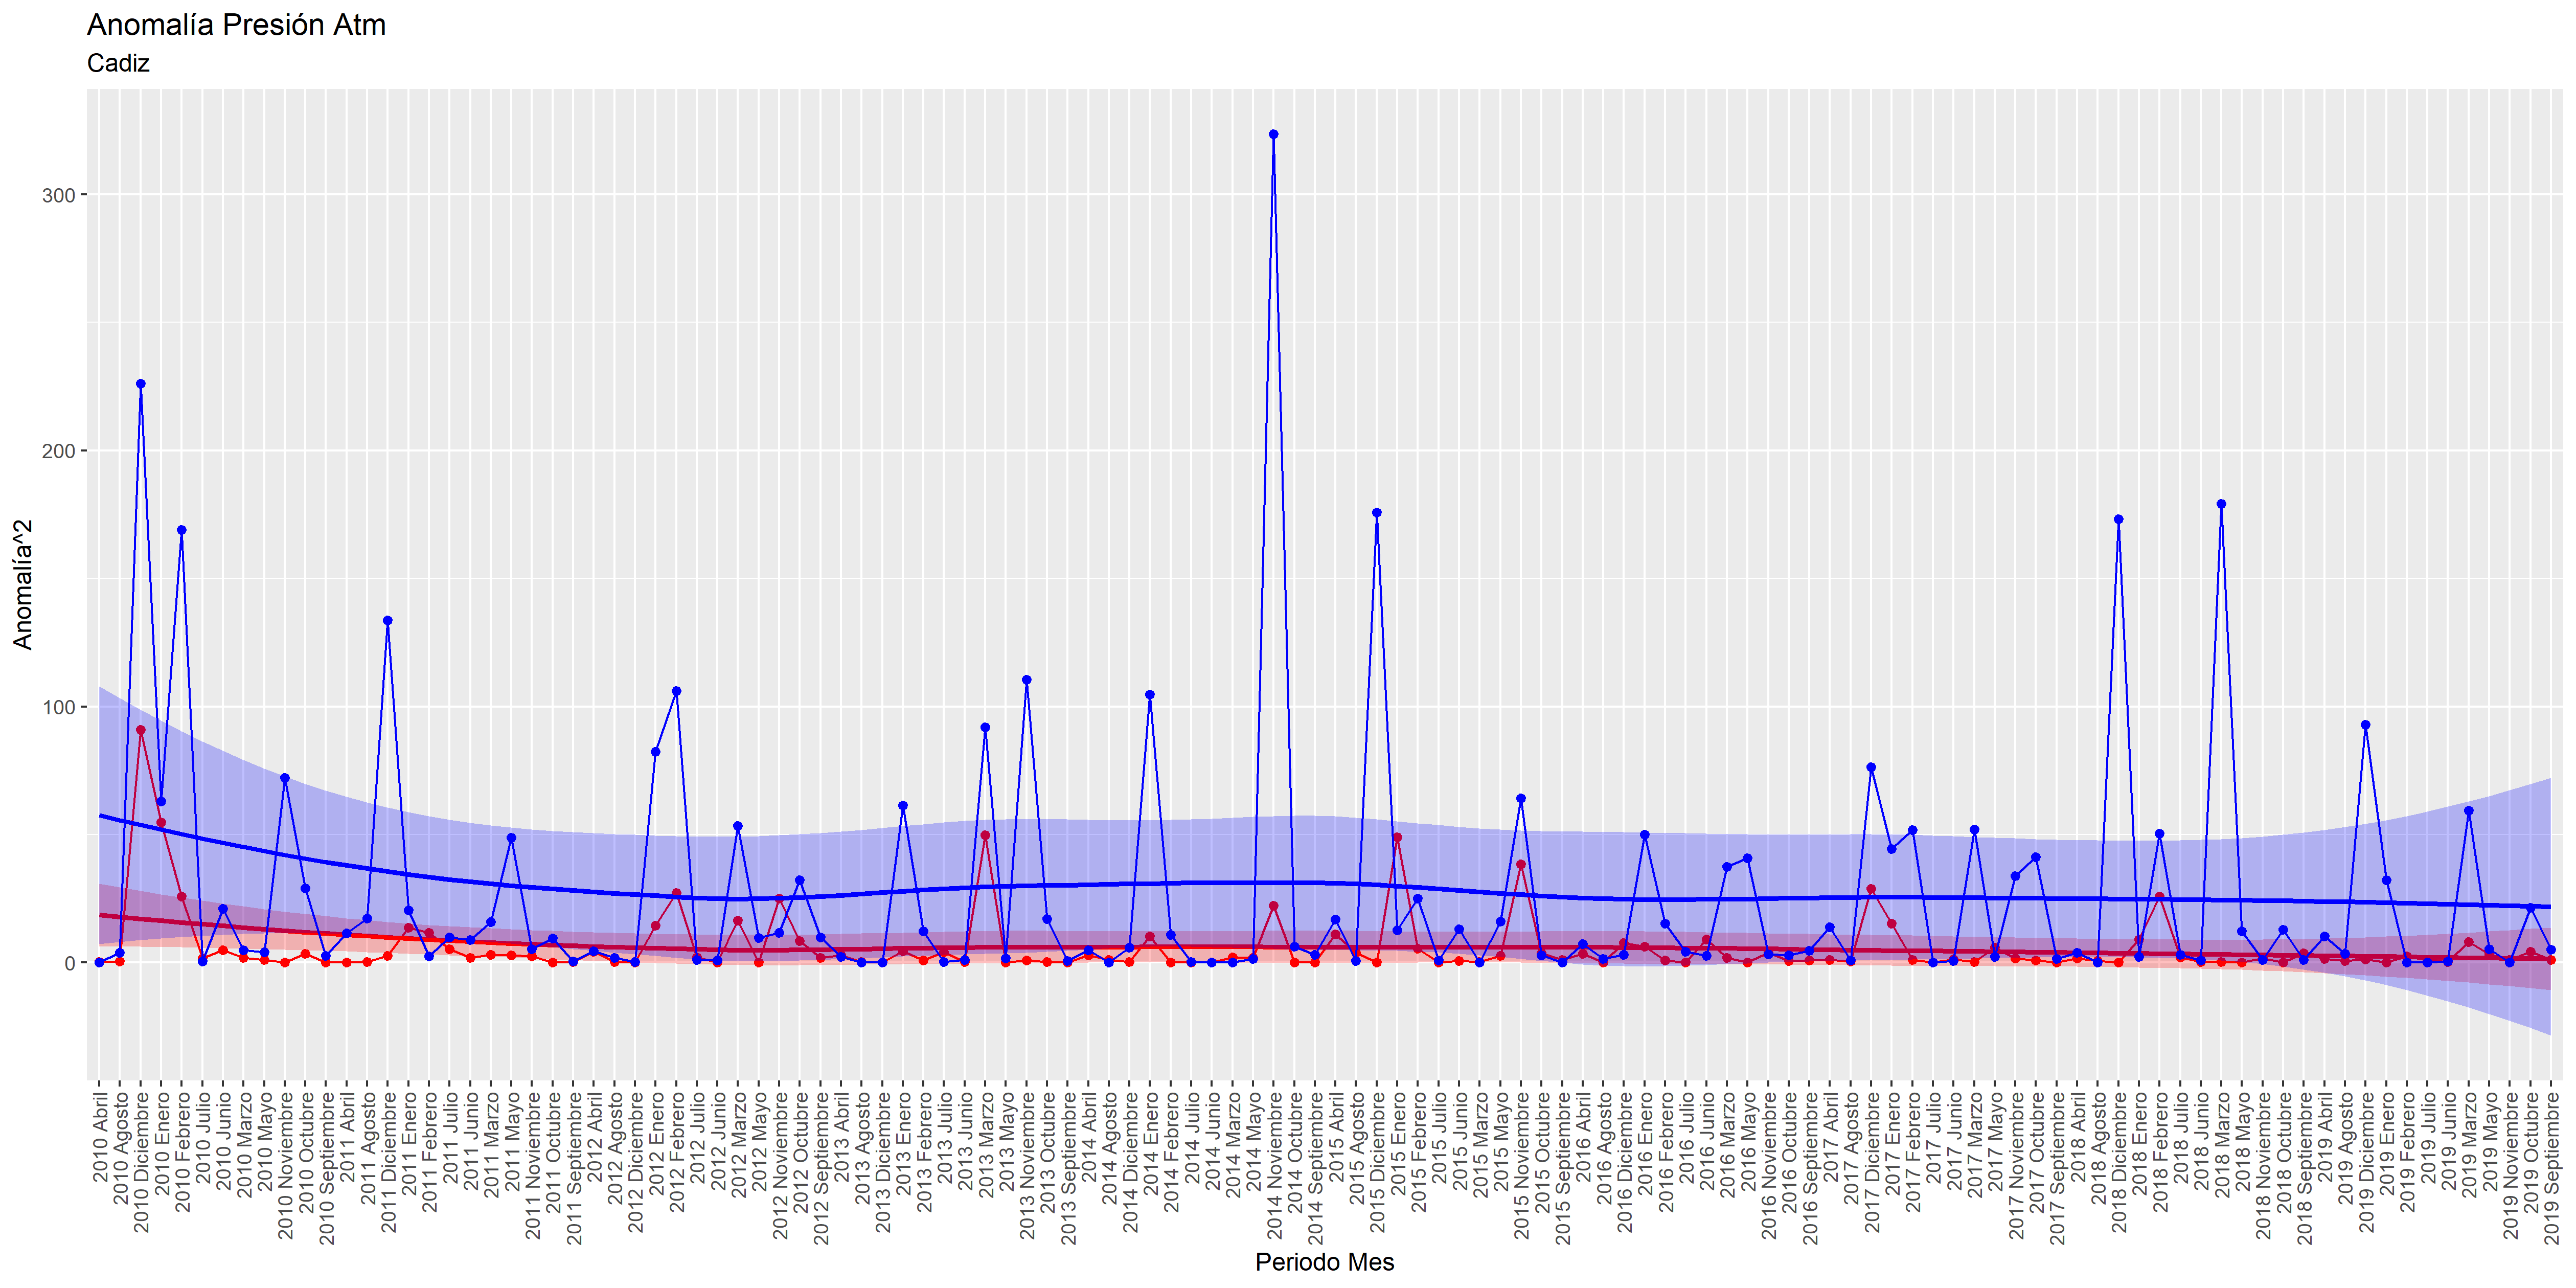 Anomalía Presión Atm
Cadiz
Anomalía^2
300
200
100
0
2010 Abril
2010 Agosto
2010 Diciembre
2010 Enero
2010 Febrero
2010 Julio
2010 Junio
2010 Marzo
2010 Mayo
2010 Noviembre
2010 Octubre
2010 Septiembre
2011 Abril
2011 Agosto
2011 Diciembre
2011 Enero
2011 Febrero
2011 Julio
2011 Junio
2011 Marzo
2011 Mayo
2011 Noviembre
2011 Octubre
2011 Septiembre
2012 Abril
2012 Agosto
2012 Diciembre
2012 Enero
2012 Febrero
2012 Julio
2012 Junio
2012 Marzo
2012 Mayo
2012 Noviembre
2012 Octubre
2012 Septiembre
2013 Abril
2013 Agosto
2013 Diciembre
2013 Enero
2013 Febrero
2013 Julio
2013 Junio
2013 Marzo
2013 Mayo
2013 Noviembre
2013 Octubre
2013 Septiembre
2014 Abril
2014 Agosto
2014 Diciembre
2014 Enero
2014 Febrero
2014 Julio
2014 Junio
2014 Marzo
2014 Mayo
2014 Noviembre
2014 Octubre
2014 Septiembre
2015 Abril
2015 Agosto
2015 Diciembre
2015 Enero
2015 Febrero
2015 Julio
2015 Junio
2015 Marzo
2015 Mayo
2015 Noviembre
2015 Octubre
2015 Septiembre
2016 Abril
2016 Agosto
2016 Diciembre
2016 Enero
2016 Febrero
2016 Julio
2016 Junio
2016 Marzo
2016 Mayo
2016 Noviembre
2016 Octubre
2016 Septiembre
2017 Abril
2017 Agosto
2017 Diciembre
2017 Enero
2017 Febrero
2017 Julio
2017 Junio
2017 Marzo
2017 Mayo
2017 Noviembre
2017 Octubre
2017 Septiembre
2018 Abril
2018 Agosto
2018 Diciembre
2018 Enero
2018 Febrero
2018 Julio
2018 Junio
2018 Marzo
2018 Mayo
2018 Noviembre
2018 Octubre
2018 Septiembre
2019 Abril
2019 Agosto
2019 Diciembre
2019 Enero
2019 Febrero
2019 Julio
2019 Junio
2019 Marzo
2019 Mayo
2019 Noviembre
2019 Octubre
2019 Septiembre
Periodo Mes